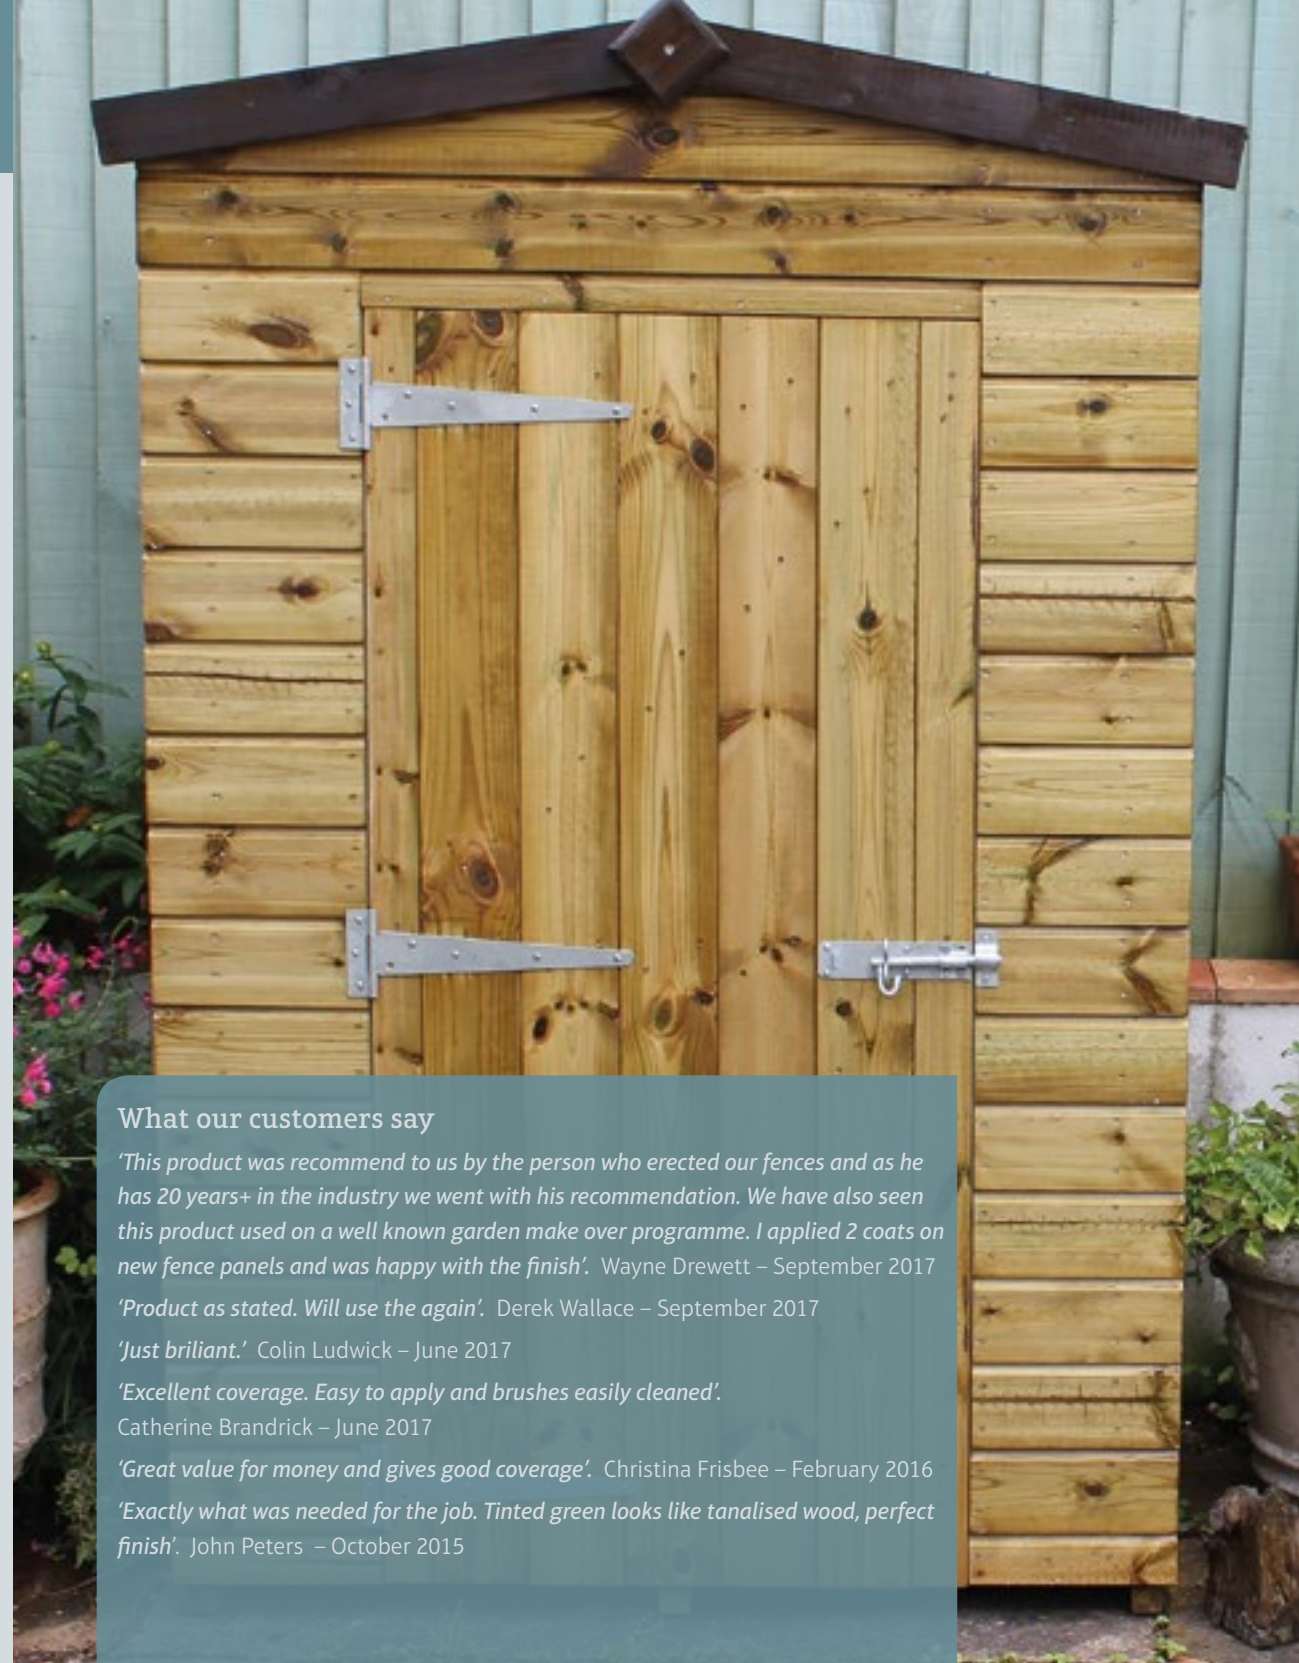 What our customers say
‘This product was recommend to us by the person who erected our fences and as he
has 20 years+ in the industry we went with his recommendation. We have also seen
this product used on a well known garden make over programme. I applied 2 coats on
new fence panels and was happy with the finish’.  Wayne Drewett – September 2017
‘Product as stated. Will use the again’.  Derek Wallace – September 2017
‘Just briliant.’  Colin Ludwick – June 2017
‘Excellent coverage. Easy to apply and brushes easily cleaned’.
Catherine Brandrick – June 2017
‘Great value for money and gives good coverage’.  Christina Frisbee – February 2016
‘Exactly what was needed for the job. Tinted green looks like tanalised wood, perfect
finish’.  John Peters  – October 2015